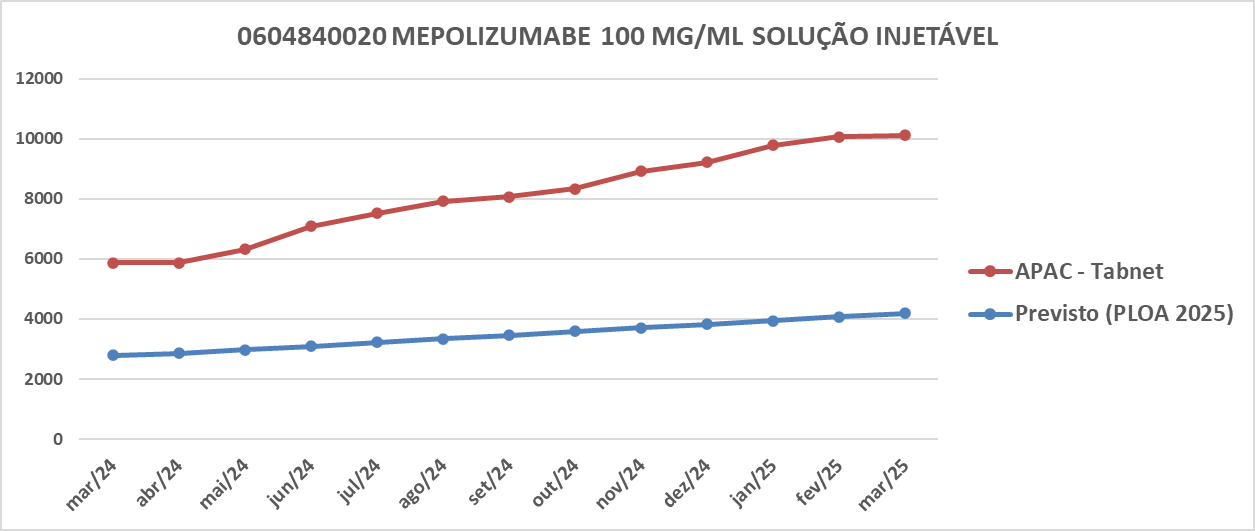 0604840020 MEPOLIZUMABE 100 MG/ML SOLUÇÃO INJETÁVEL
12000
10000
8000
6000
4000
2000
0
mar/24
abr/24
mai/24
jun/24
jul/24
ago/24
set/24
out/24
nov/24
dez/24
jan/25
fev/25
mar/25
APAC - Tabnet
Previsto (PLOA 2025)